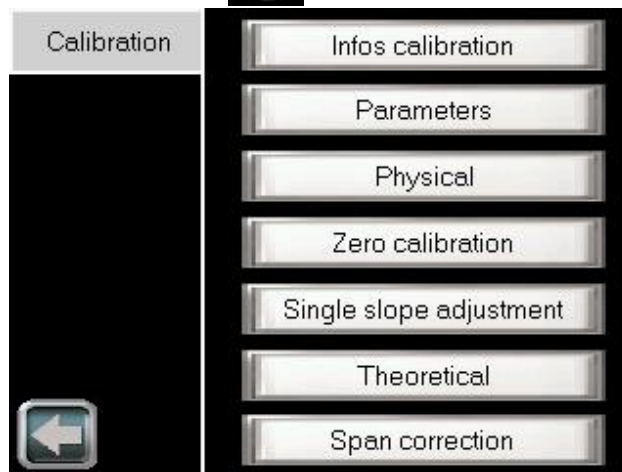 Calibration
Infos calibration
Parameters
Physical
Zero calibration
Single slope adjustment
Theoretical
Span correction